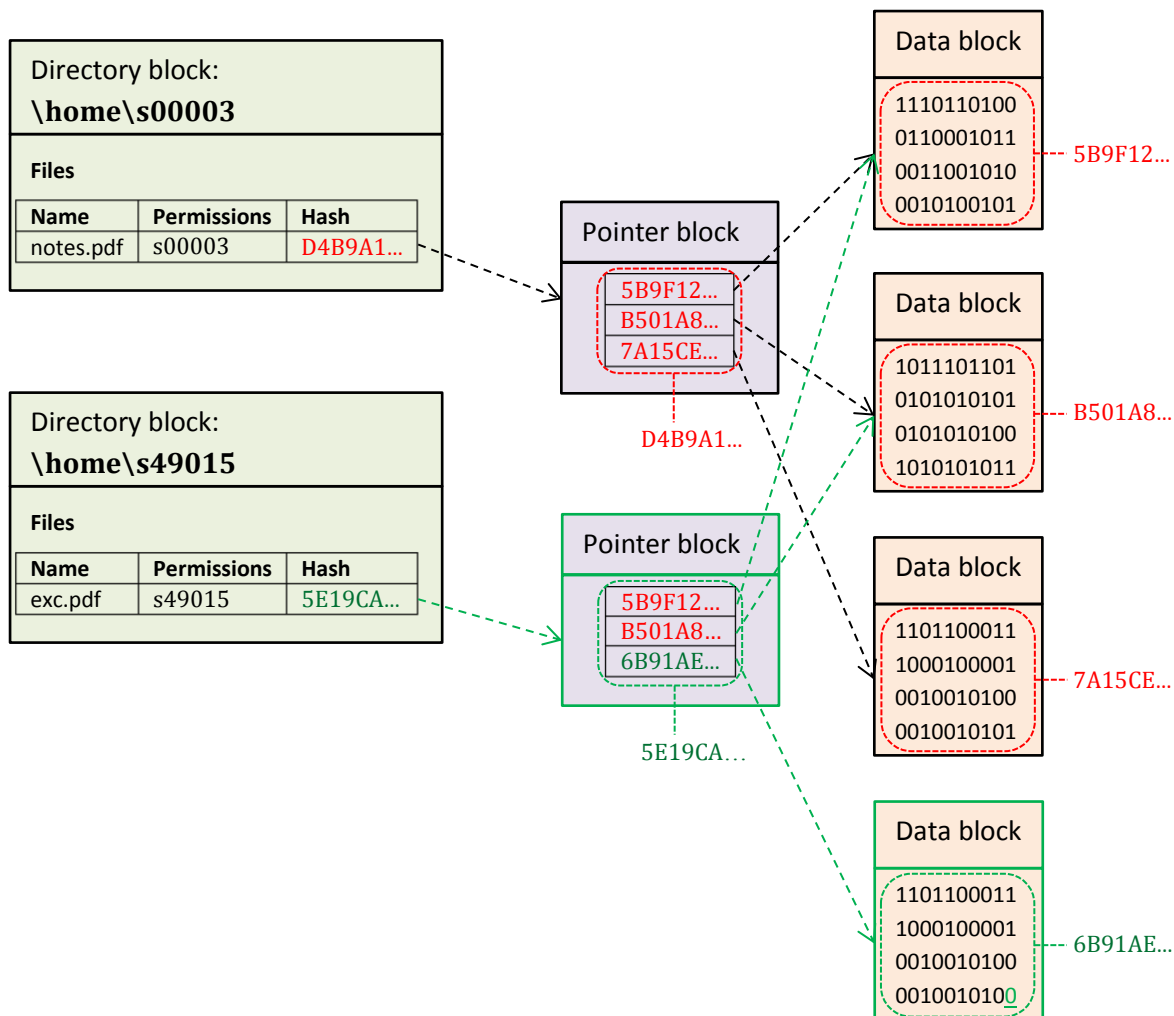 Directory block:
\home\s00003
Files
Name Permissions Hash
notes.pdf s00003 D4B9A1...
Directory block:
\home\s49015
Files
Name Permissions Hash
exc.pdf s49015 5E19CA...
Pointer block
5B9F12...
B501A8...
7A15CE...
D4B9A1...
Pointer block
5B9F12...
B501A8...
6B91AE...
5E19CA...
Data block
1110110100
0110001011
0011001010
0010100101
5B9F12...
Data block
1011101101
0101010101
0101010100
1010101011
B501A8...
Data block
1101100011
1000100001
0010010100
0010010101
7A15CE...
Data block
1101100011
1000100001
0010010100
0010010100
6B91AE...